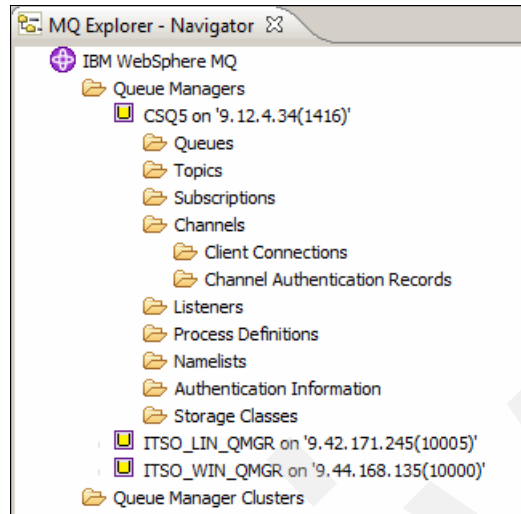 MQ Explorer - Navigator
IBM WebSphere MQ
Queue Managers
CSQ5 on '9.12.4.34(1416)'
Queues
Topics
Subscriptions
Channels
Client Connections
Channel Authentication Records
Listeners
Process Definitions
Namelists
Authentication Information
Storage Classes
ITSO_LIN_QMGR on '9.42.171.245(10005)'
ITSO_WIN_QMGR on '9.44.168.135(10000)'
Queue Manager Clusters